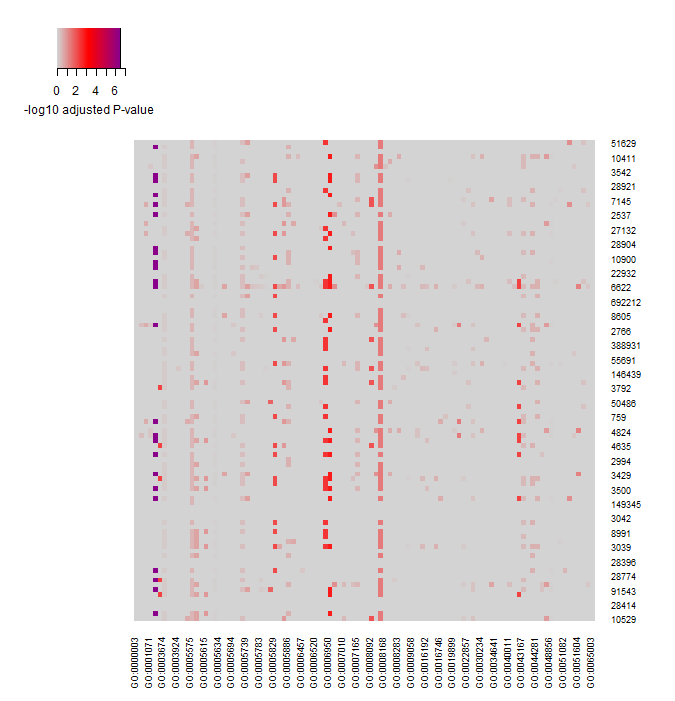 0 2 4 6
-log10 adjusted P-value
51629
10411
3542
28921
7145
2537
27132
28904
10900
22932
6622
692212
8605
2766
388931
55691
146439
3792
50486
759
4824
4635
2994
3429
3500
149345
3042
8991
3039
28396
28774
91543
28414
10529
GO:0000003
GO:0001071
GO:0003674
GO:0003924
GO:0005575
GO:0005615
GO:0005634
GO:0005694
GO:0005739
GO:0005783
GO:0005829
GO:0005886
GO:0006457
GO:0006520
GO:0006950
GO:0007010
GO:0007165
GO:0008092
GO:0008168
GO:0008283
GO:0009058
GO:0016192
GO:0016746
GO:0019899
GO:0022857
GO:0030234
GO:0034641
GO:0040011
GO:0043167
GO:0044281
GO:0048856
GO:0051082
GO:0051604
GO:0065003